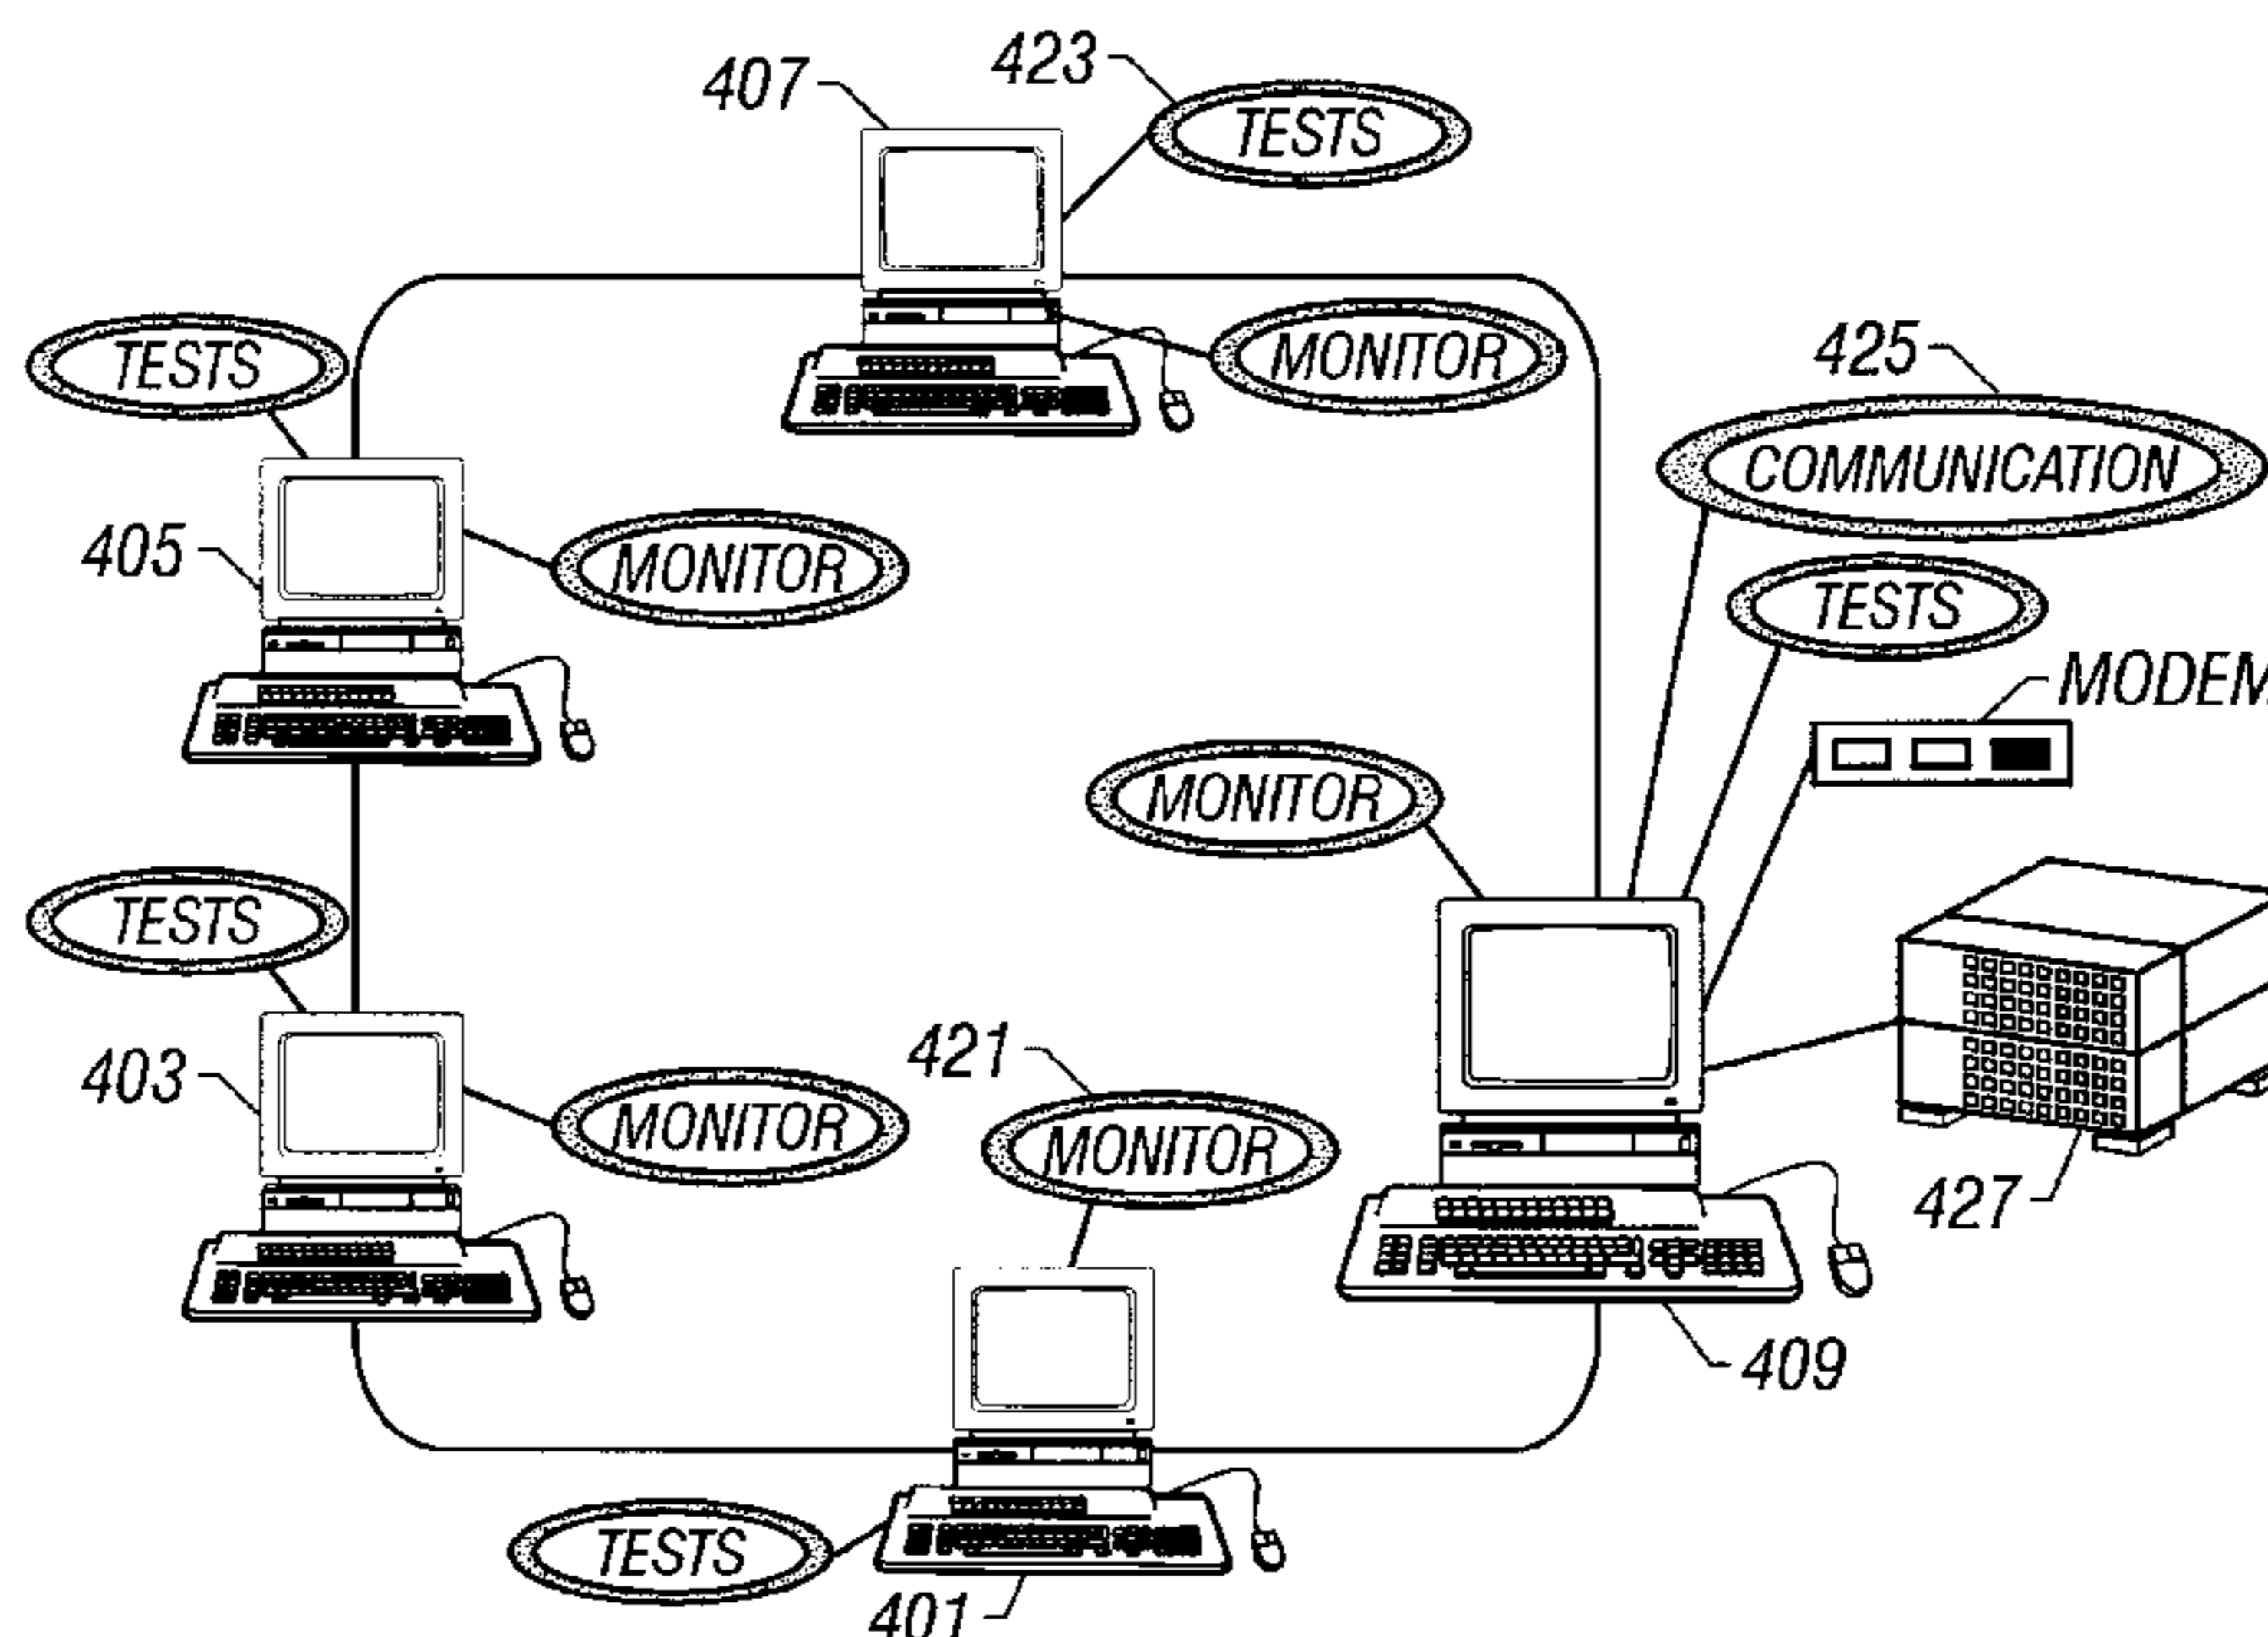 423
407
TESTS
TESTS
MONITOR
425
COMMUNICATION
405
MONITOR
TESTS
MODEM
MONITOR
TESTS
403
MONITOR
421
MONITOR
427
409
TESTS
401